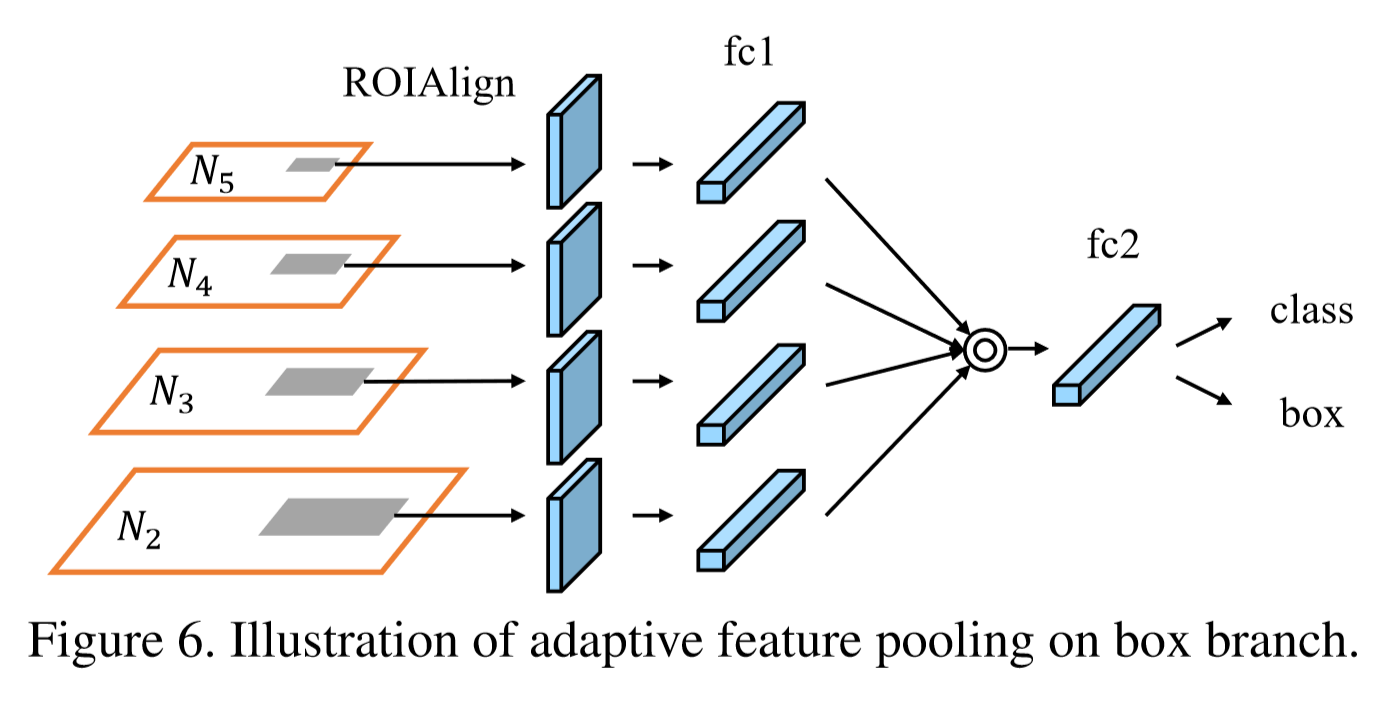 fc1
ROIAlign
N₅
N₄
fc2
class
N₃
box
N₂
Figure 6. Illustration of adaptive feature pooling on box branch.